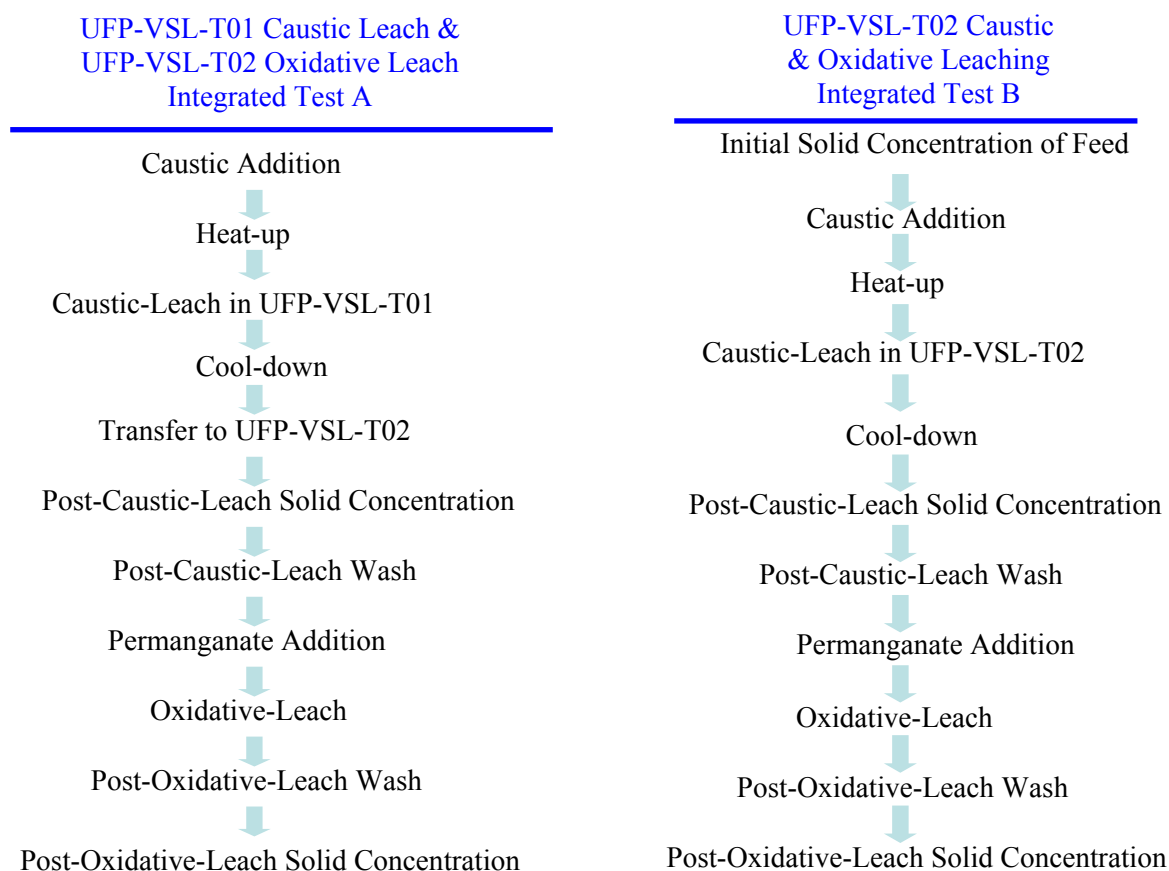 UFP-VSL-T01 Caustic Leach &
UFP-VSL-T02 Oxidative Leach
Integrated Test A
Caustic Addition
Heat-up
Caustic-Leach in UFP-VSL-T01
Cool-down
Transfer to UFP-VSL-T02
Post-Caustic-Leach Solid Concentration
Post-Caustic-Leach Wash
Permanganate Addition
Oxidative-Leach
Post-Oxidative-Leach Wash
Post-Oxidative-Leach Solid Concentration
UFP-VSL-T02 Caustic
& Oxidative Leaching
Integrated Test B
Initial Solid Concentration of Feed
Caustic Addition
Heat-up
Caustic-Leach in UFP-VSL-T02
Cool-down
Post-Caustic-Leach Solid Concentration
Post-Caustic-Leach Wash
Permanganate Addition
Oxidative-Leach
Post-Oxidative-Leach Wash
Post-Oxidative-Leach Solid Concentration